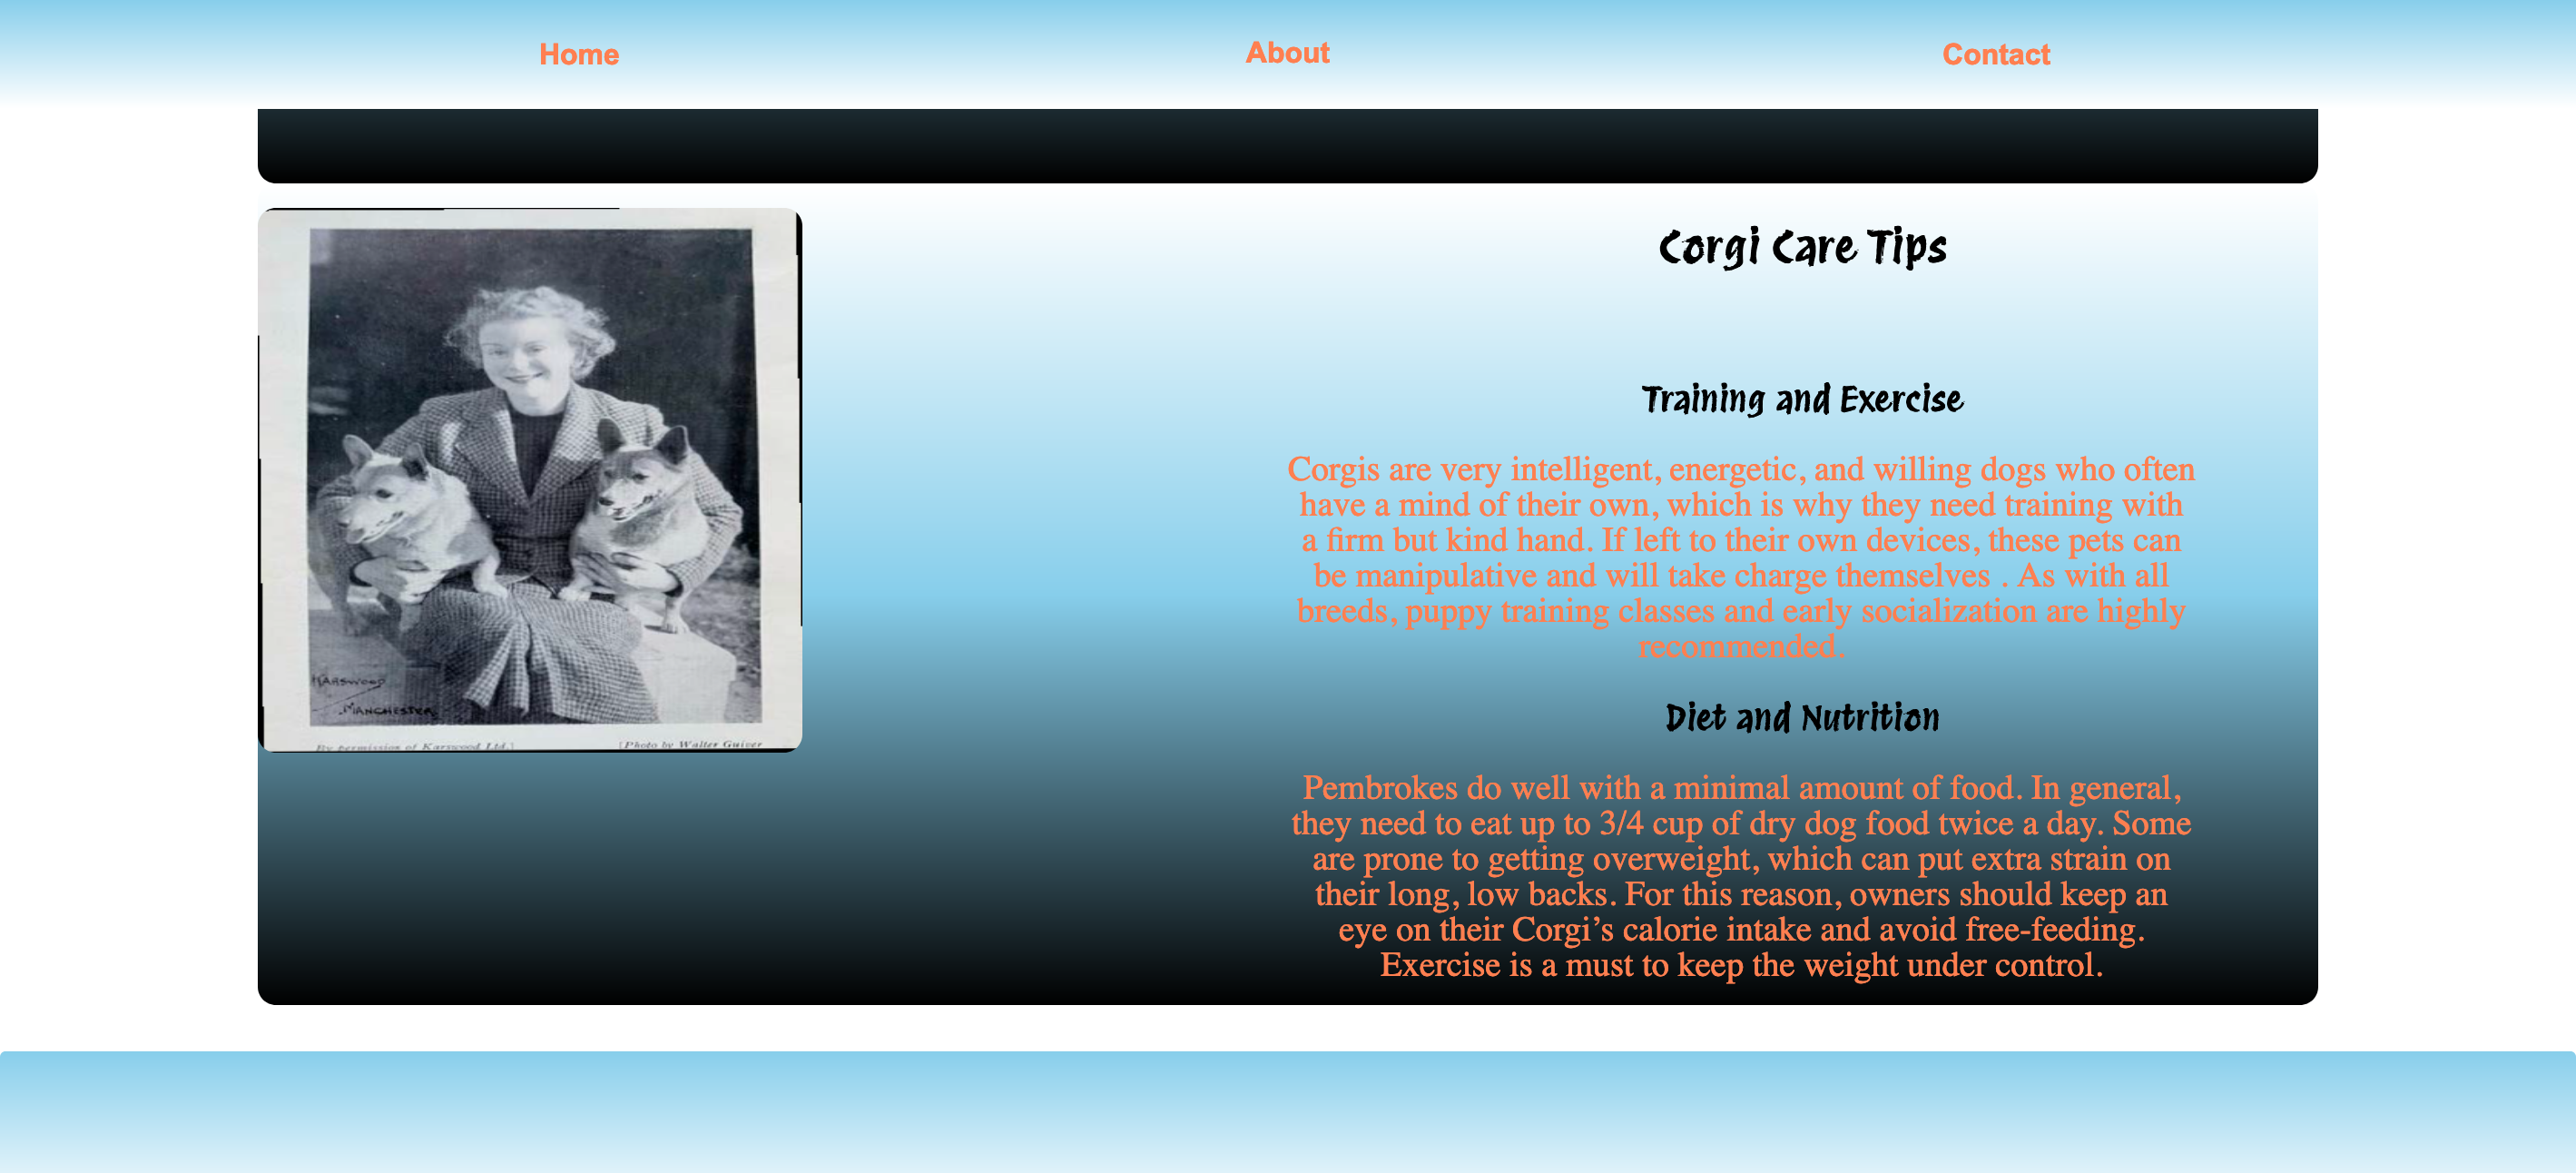 Home About Contact
Corgi Care Tips
Training and Exercise
Corgis are very intelligent, energetic, and willing dogs who often
have a mind of their own, which is why they need training with
a firm but kind hand. If left to their own devices, these pets can
be manipulative and will take charge themselves . As with all
breeds, puppy training classes and early socialization are highly
recommended.
KARSWOOD
MANCHESTER
Diet and Nutrition
By permission of Karswood Ltd.] [Photo by Walter Guiver
Pembrokes do well with a minimal amount of food. In general,
they need to eat up to 3/4 cup of dry dog food twice a day. Some
are prone to getting overweight, which can put extra strain on
their long, low backs. For this reason, owners should keep an
eye on their Corgi’s calorie intake and avoid free-feeding.
Exercise is a must to keep the weight under control.